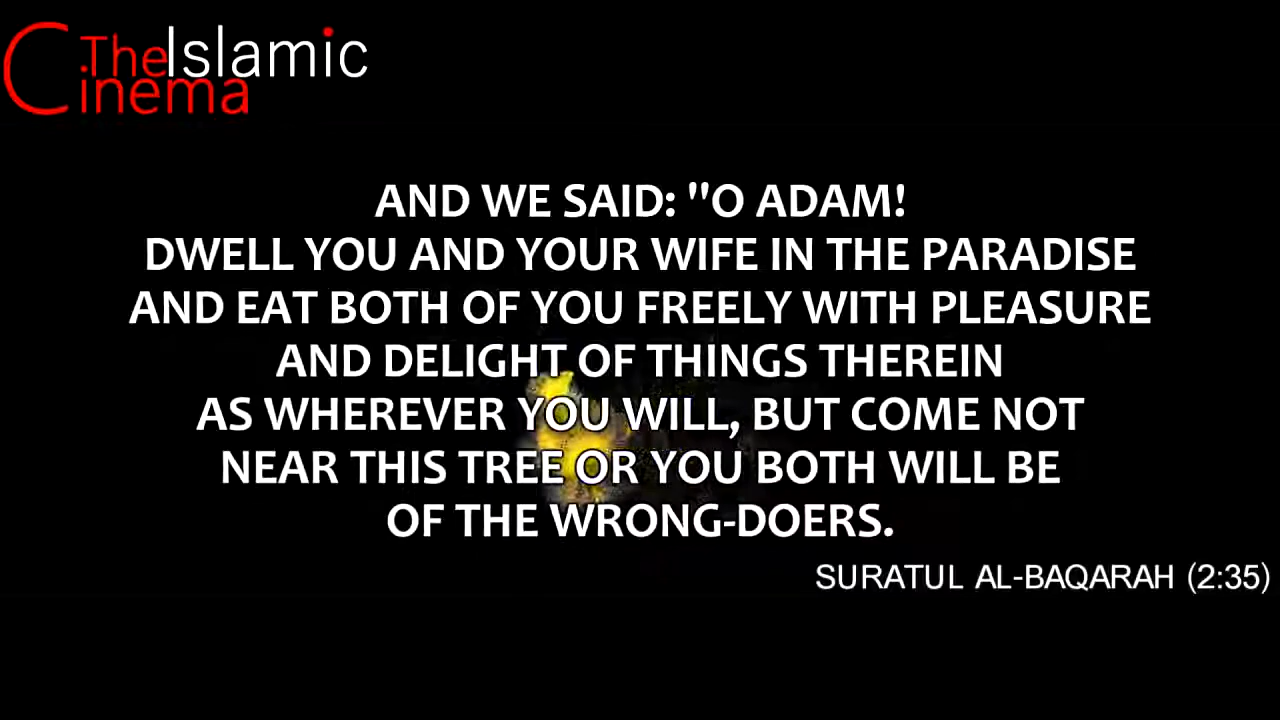 The Islamic
Cinema
AND WE SAID: "O ADAM!
DWELL YOU AND YOUR WIFE IN THE PARADISE
AND EAT BOTH OF YOU FREELY WITH PLEASURE
AND DELIGHT OF THINGS THEREIN
AS WHEREVER YOU WILL, BUT COME NOT
NEAR THIS TREE OR YOU BOTH WILL BE
OF THE WRONG-DOERS.
SURATUL AL-BAQARAH (2:35)